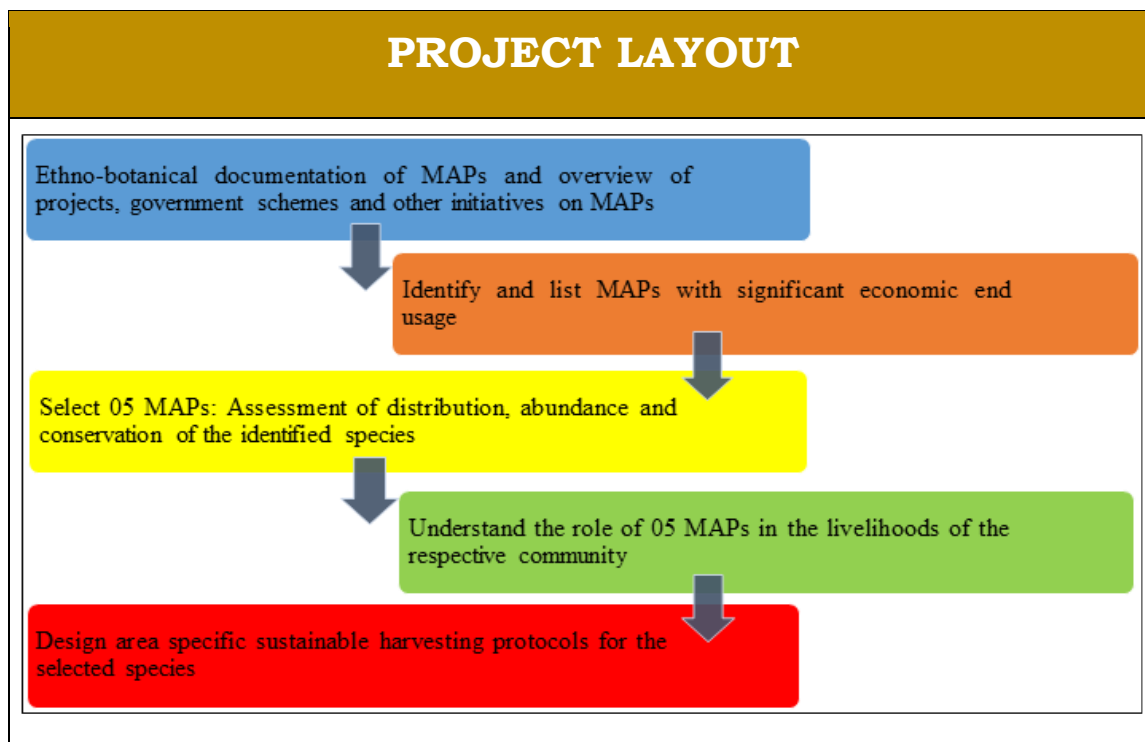 PROJECT LAYOUT
Ethno-botanical documentation of MAPs and overview of
projects, government schemes and other initiatives on MAPs
Identify and list MAPs with significant economic end
usage
Select 05 MAPs: Assessment of distribution, abundance and
conservation of the identified species
Understand the role of 05 MAPs in the livelihoods of the
respective community
Design area specific sustainable harvesting protocols for the
selected species